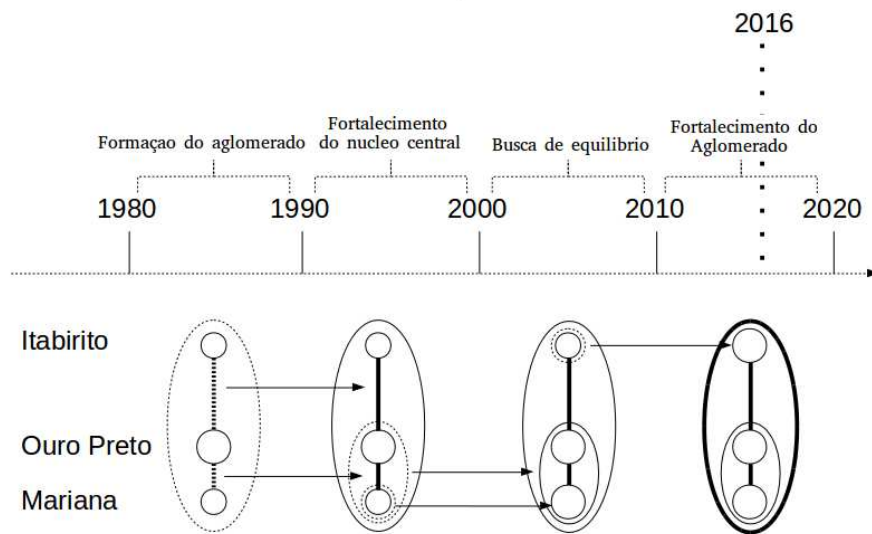 2016
Formaçao do aglomerado
Fortalecimento
do nucleo central
Busca de equilibrio
Fortalecimento do
Aglomerado
1980
1990
2000
2010
2020
Itabirito
Ouro Preto
Mariana